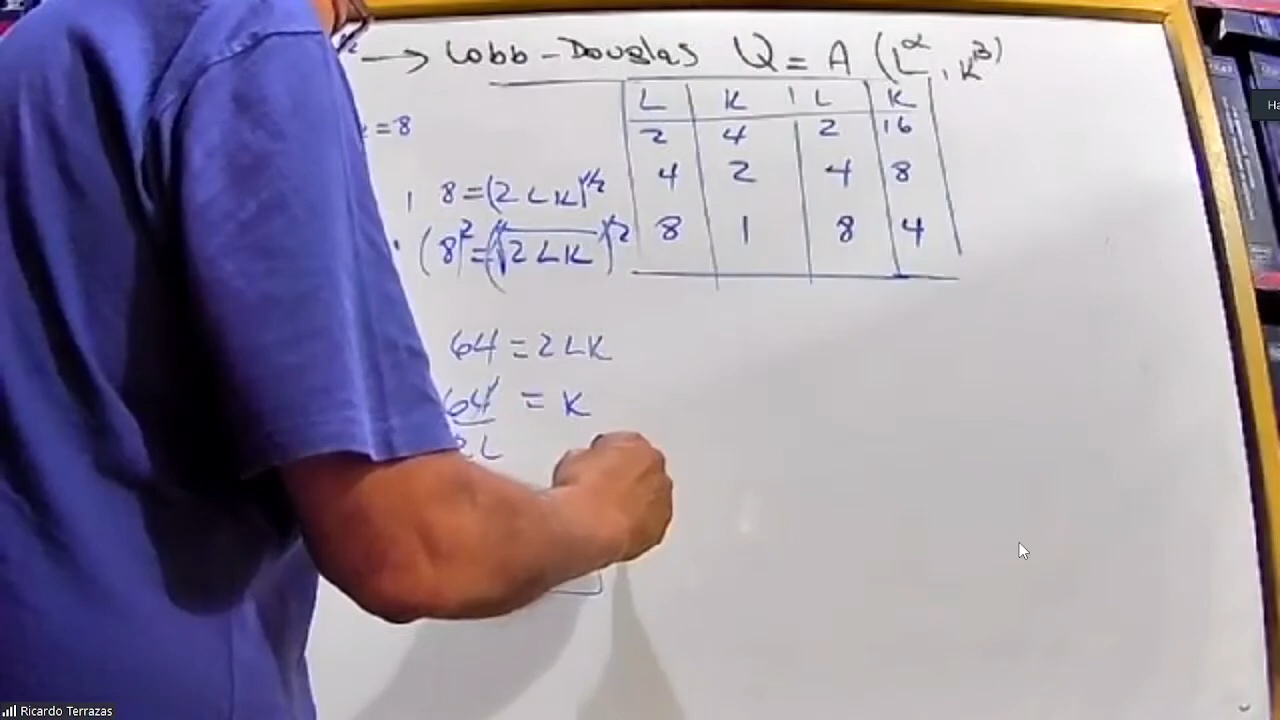 ½ → Cobb-Douglas Q = A (L^α, K^β)
L K L K
= 8
2 4 2 16
4 2 4 8
8 = (2LK)^½
8 1 8 4
(8)² = (√2LK)²
64 = 2LK
64 = K
2L
Ricardo Terrazas